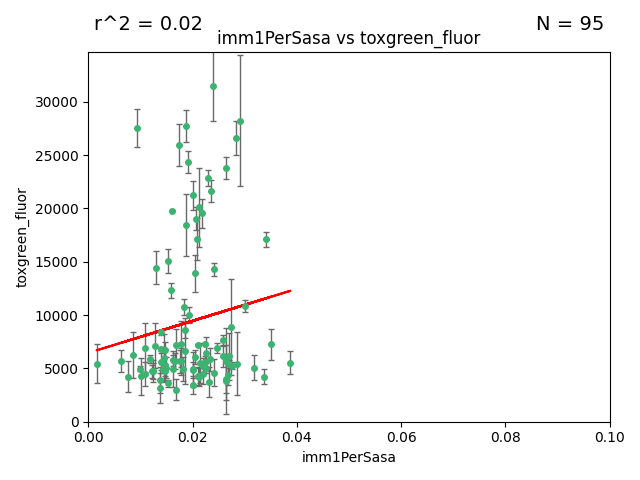 r^2 = 0.02
N = 95
imm1PerSasa vs toxgreen_fluor
toxgreen_fluor
30000
25000
20000
15000
10000
5000
0
0.00
0.02
0.04
0.06
0.08
0.10
imm1PerSasa